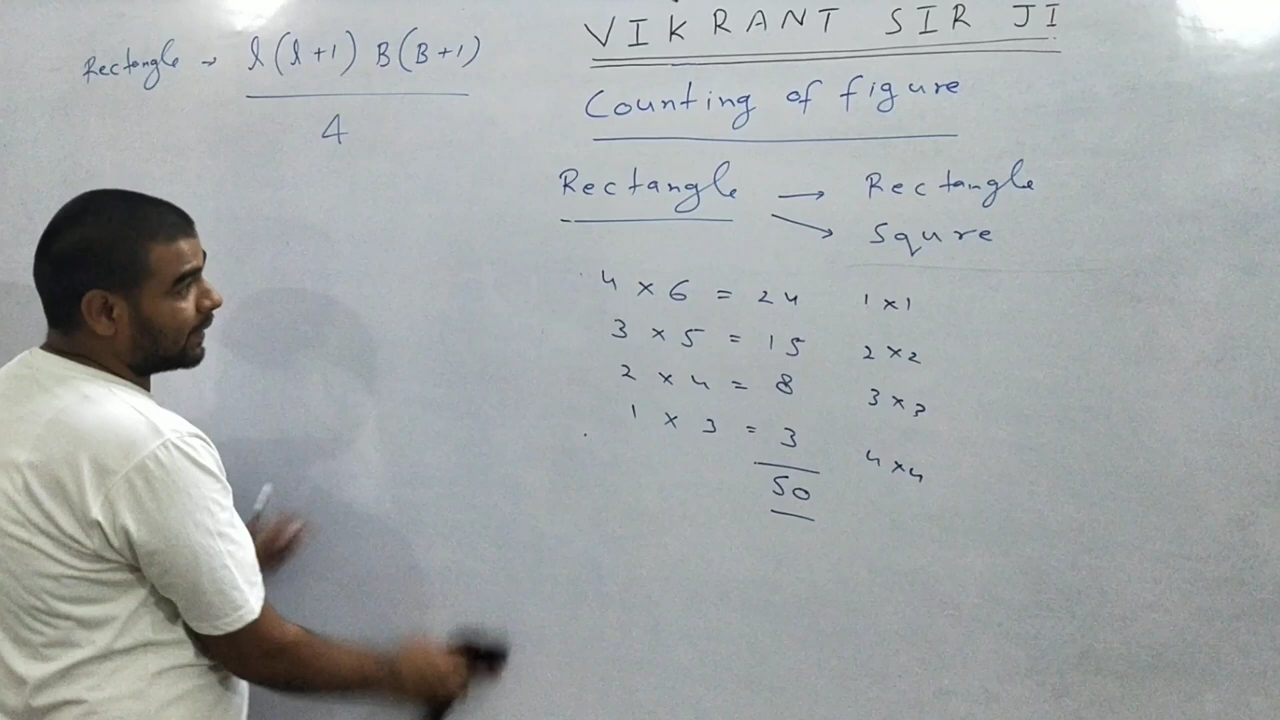 VIKRANT SIR JI
Rectangle → l(l+1) B(B+1)
4
Counting of figure
Rectangle → Rectangle
→ Squre
4 × 6 = 24 1×1
3 × 5 = 15 2×2
2 × 4 = 8 3×3
1 × 3 = 3 4×4
50